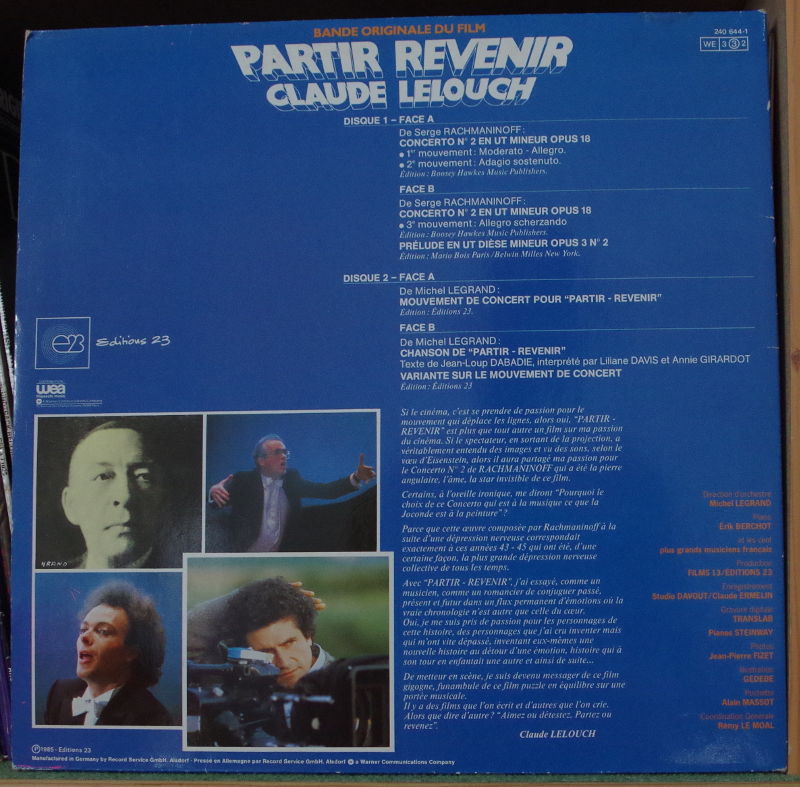 BANDE ORIGINALE DU FILM
PARTIR REVENIR
CLAUDE LELOUCH
240 644-1
WE 3 3 2
DISQUE 1 – FACE A
De Serge RACHMANINOFF :
CONCERTO N° 2 EN UT MINEUR OPUS 18
● 1er mouvement : Moderato - Allegro.
● 2e mouvement : Adagio sostenuto.
Édition : Boosey Hawkes Music Publishers.
FACE B
De Serge RACHMANINOFF :
CONCERTO N° 2 EN UT MINEUR OPUS 18
● 3e mouvement : Allegro scherzando
Édition : Boosey Hawkes Music Publishers.
PRÉLUDE EN UT DIÈSE MINEUR OPUS 3 N° 2
Édition : Mario Bois Paris / Belwin Milles New York.
DISQUE 2 – FACE A
De Michel LEGRAND :
MOUVEMENT DE CONCERT POUR “PARTIR - REVENIR”
Édition : Éditions 23.
FACE B
De Michel LEGRAND :
CHANSON DE “PARTIR - REVENIR”
Texte de Jean-Loup DABADIE, interprété par Liliane DAVIS et Annie GIRARDOT
VARIANTE SUR LE MOUVEMENT DE CONCERT
Édition : Éditions 23
e23 Editions 23
wea
Si le cinéma, c'est se prendre de passion pour le
mouvement qui déplace les lignes, alors oui, “PARTIR -
REVENIR” est plus que tout autre un film sur ma passion
du cinéma. Si le spectateur, en sortant de la projection, a
véritablement entendu des images et vu des sons, selon le
vœu d'Eisenstein, alors il aura partagé ma passion pour
le Concerto N° 2 de RACHMANINOFF qui a été la pierre
angulaire, l'âme, la star invisible de ce film.
Certains, à l'oreille ironique, me diront “Pourquoi le
choix de ce Concerto qui est à la musique ce que la
Joconde est à la peinture” ?
Parce que cette œuvre composée par Rachmaninoff à la
suite d'une dépression nerveuse correspondait
exactement à ces années 43 - 45 qui ont été, d'une
certaine façon, la plus grande dépression nerveuse
collective de tous les temps.
Avec “PARTIR - REVENIR”, j'ai essayé, comme un
musicien, comme un romancier de conjuguer passé,
présent et futur dans un flux permanent d'émotions où la
vraie chronologie n'est autre que celle du cœur.
Oui, je me suis pris de passion pour les personnages de
cette histoire, des personnages que j'ai cru inventer mais
qui m'ont vite dépassé, inventant eux-mêmes une
nouvelle histoire au détour d'une émotion, histoire qui à
son tour en enfantait une autre et ainsi de suite...
De metteur en scène, je suis devenu messager de ce film
gigogne, funambule de ce film puzzle en équilibre sur une
portée musicale.
Il y a des films que l'on écrit et d'autres que l'on crie.
Alors que dire d'autre ? “Aimez ou détestez. Partez ou
revenez”.
Claude LELOUCH
Direction d'orchestre
Michel LEGRAND
Piano
Érik BERCHOT
et les cent
plus grands musiciens français
Production
FILMS 13/ÉDITIONS 23
Enregistrement
Studio DAVOUT/Claude ERMELIN
Gravure digitale
TRANSLAB
Pianos STEINWAY
Photos
Jean-Pierre FIZET
Illustration
GÉDÉBÉ
Pochette
Alain MASSOT
Coordination Générale
Rémy LE MOAL
Ⓟ1985 - Editions 23
Manufactured in Germany by Record Service GmbH. Alsdorf - Pressé en Allemagne par Record Service GmbH. Alsdorf a Warner Communications Company